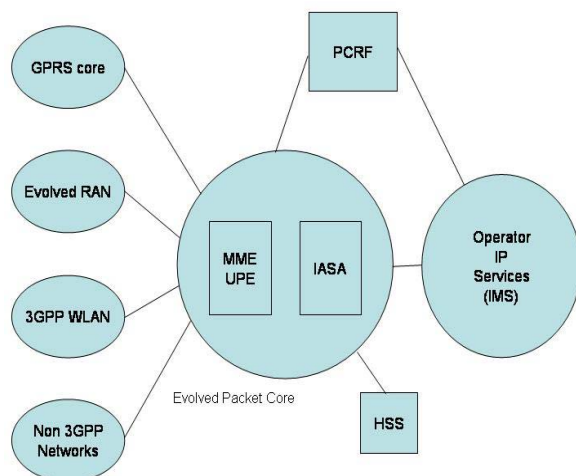 GPRS core
Evolved RAN
3GPP WLAN
Non 3GPP
Networks
PCRF
MME
UPE
IASA
Evolved Packet Core
Operator
IP
Services
(IMS)
HSS